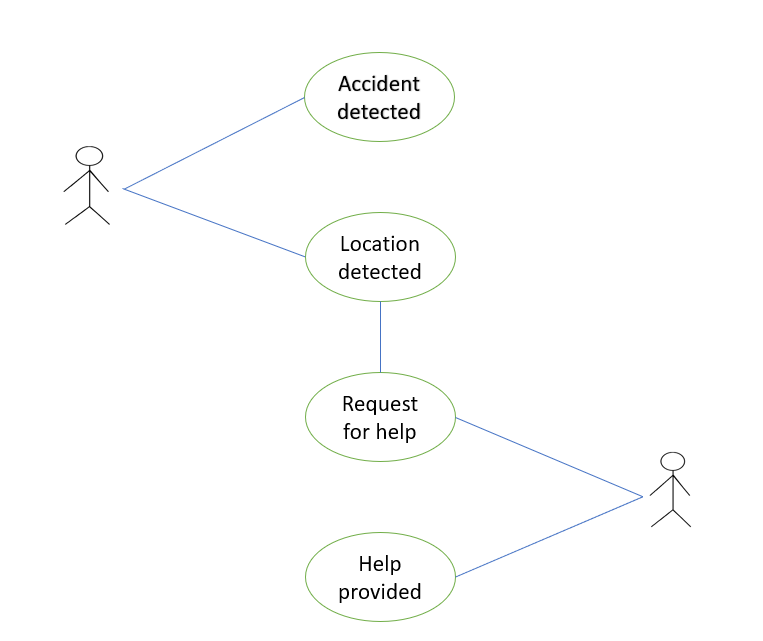 Accident
detected
Location
detected
Request
for help
Help
provided